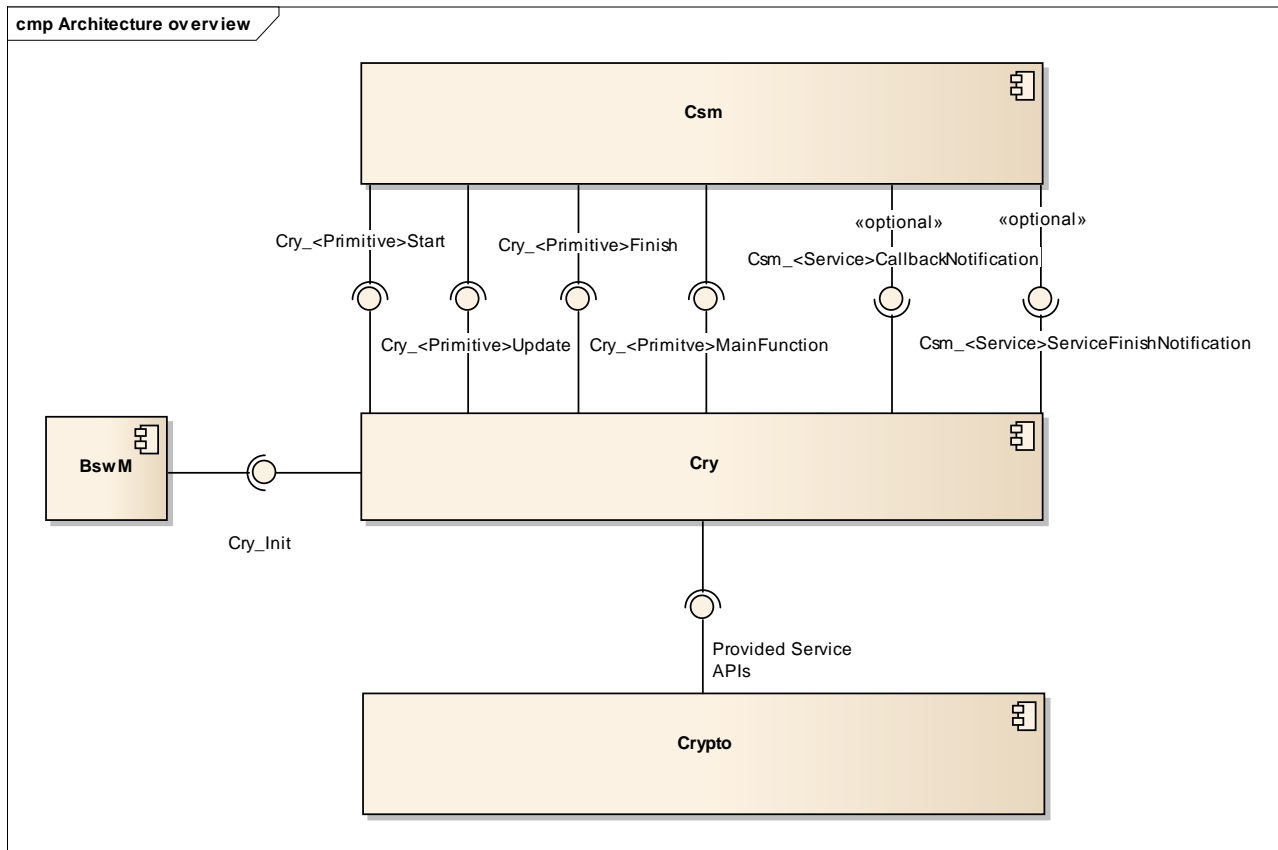 cmp Architecture overview
Csm
«optional»
«optional»
Cry_<Primitive>Start
Cry_<Primitive>Finish
Csm_<Service>CallbackNotification
Cry_<Primitive>Update
Cry_<Primitve>MainFunction
Csm_<Service>ServiceFinishNotification
BswM
Cry
Cry_Init
Provided Service
APIs
Crypto